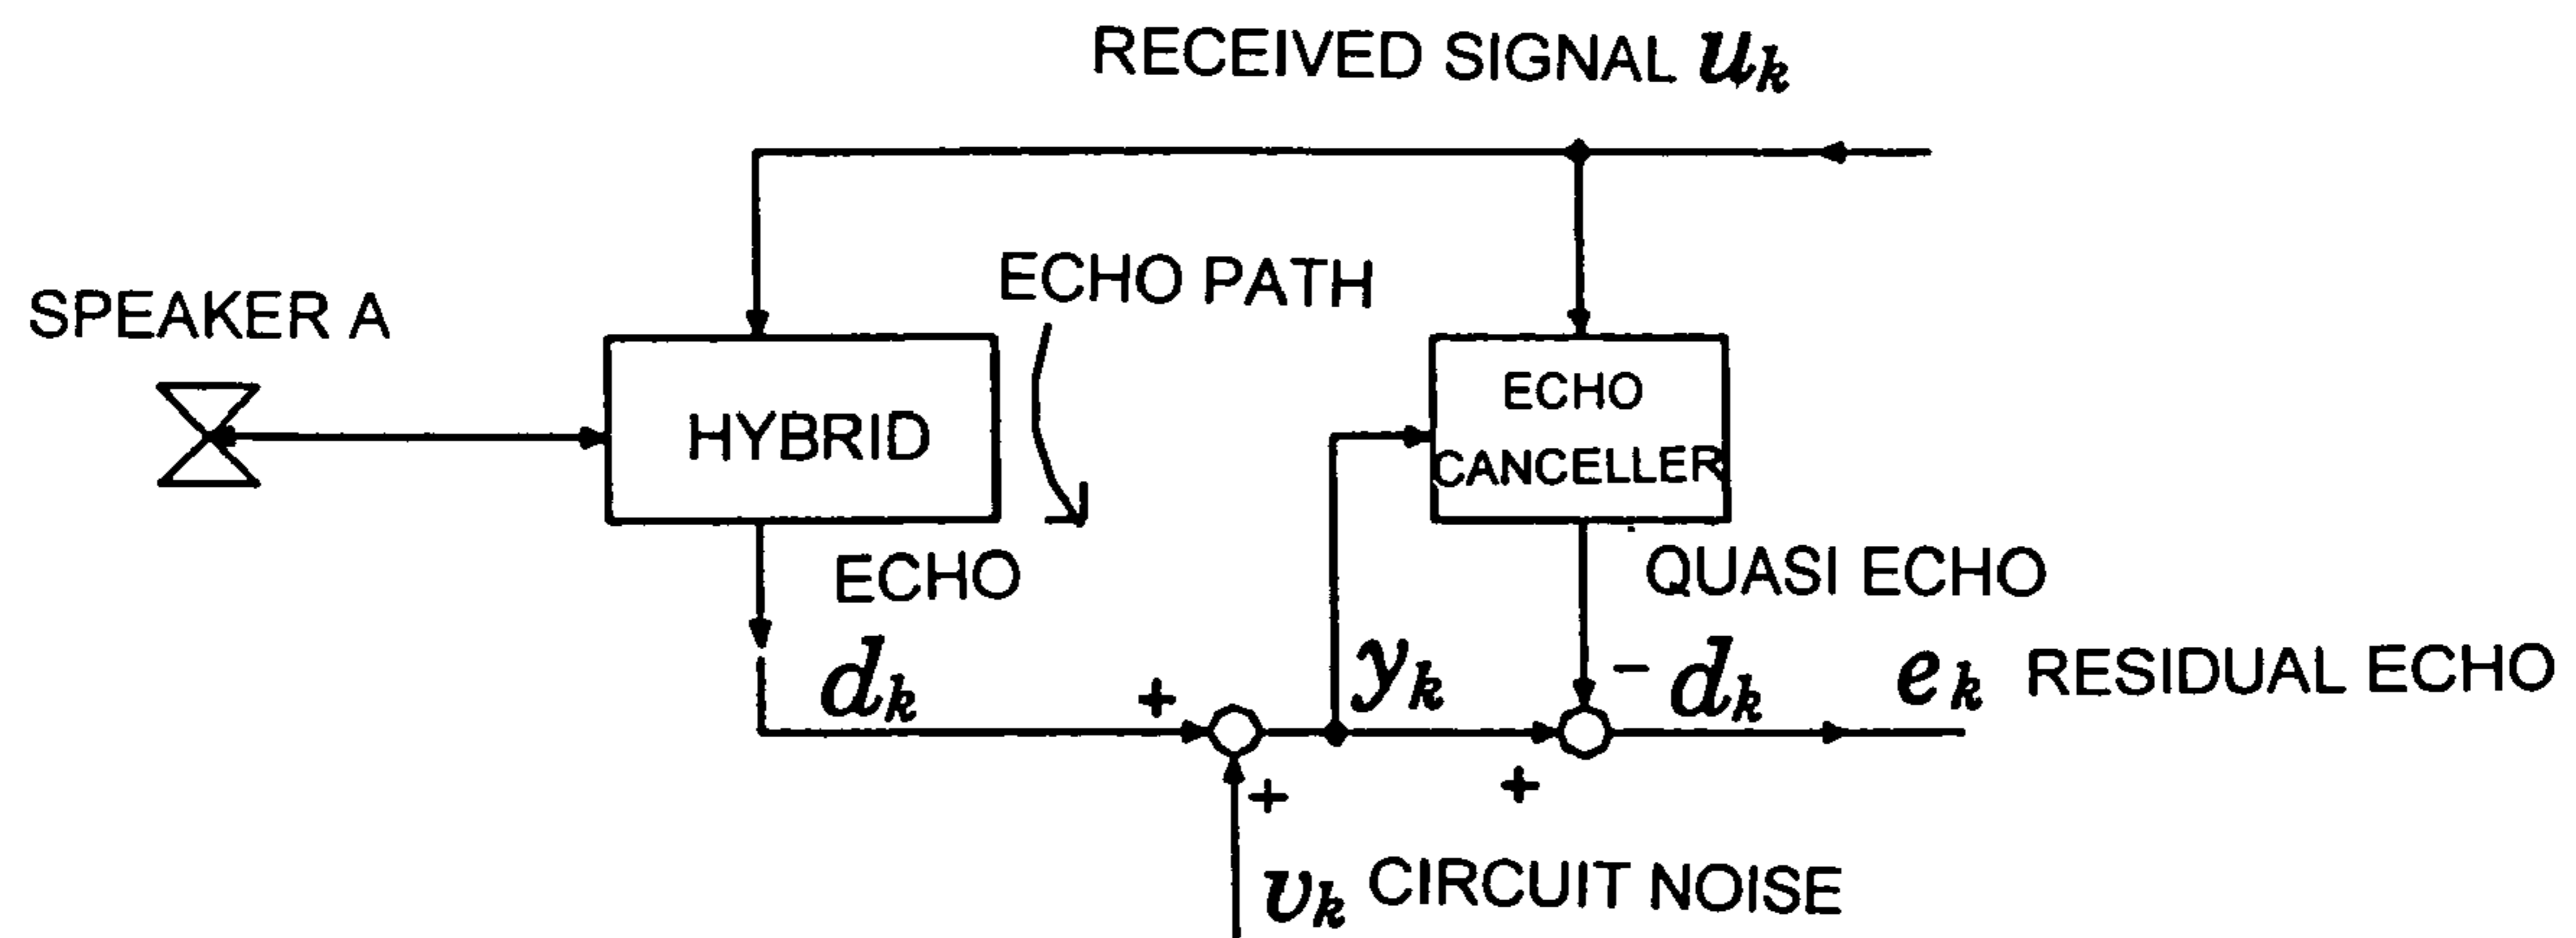 RECEIVED SIGNAL uk
ECHO PATH
SPEAKER A
HYBRID
ECHO
CANCELLER
ECHO
QUASI ECHO
dk
+
yk
− dk
ek RESIDUAL ECHO
+
+
vk CIRCUIT NOISE